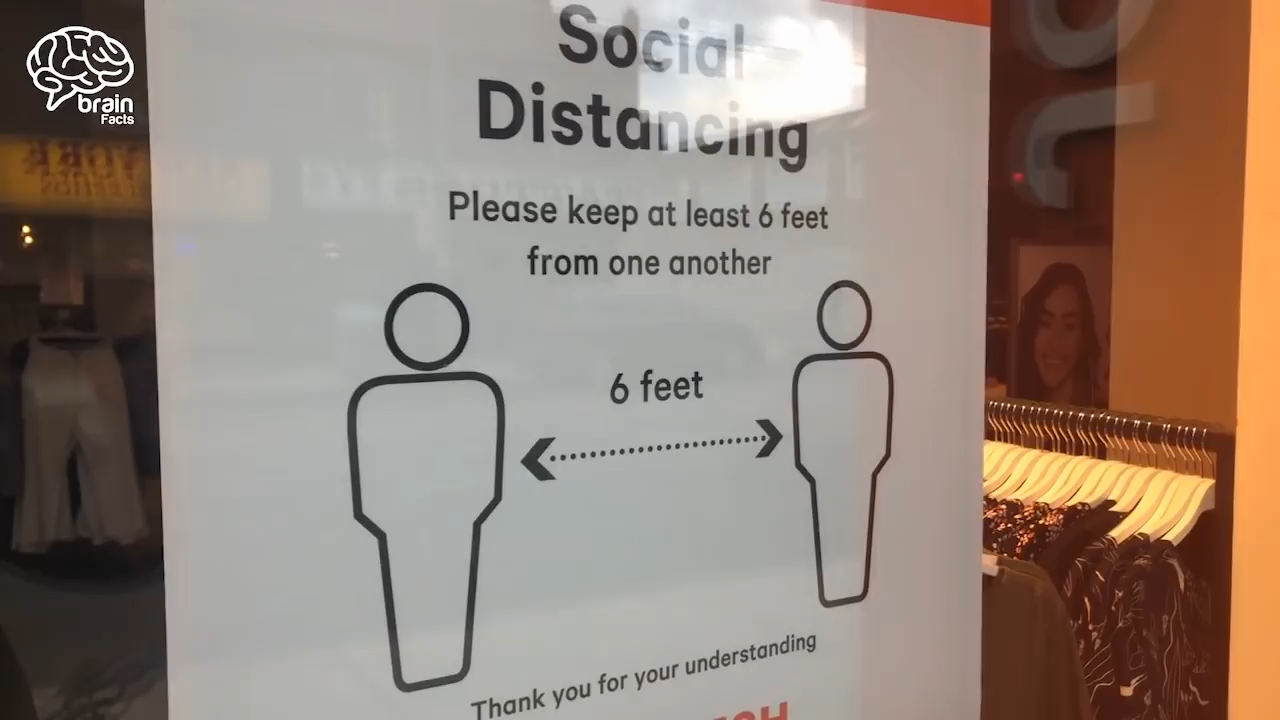 brain
Facts
Social
Distancing
Please keep at least 6 feet
from one another
6 feet
Thank you for your understanding